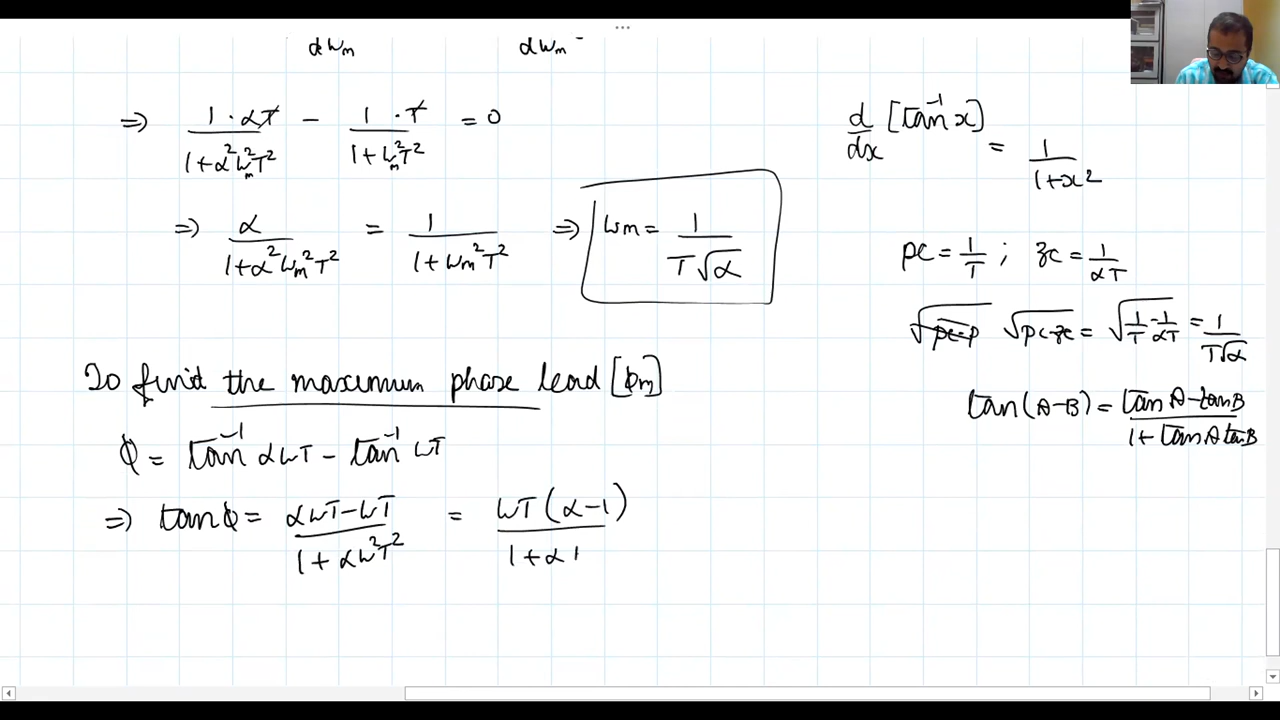 dωm dωm
⇒ 1·αT/(1+α²ωm²T²) − 1·T/(1+ωm²T²) = 0
⇒ α/(1+α²ωm²T²) = 1/(1+ωm²T²) ⇒ ωm = 1/(T√α)
To find the maximum phase lead [ϕm]
ϕ = tan⁻¹ αωT − tan⁻¹ ωT
⇒ tanϕ = (αωT−ωT)/(1+αω²T²) = ωT(α−1)/(1+α
d/dx [tan⁻¹x] = 1/(1+x²)
pc = 1/T ; zc = 1/(αT)
√(pc·zc) = √(1/T · 1/(αT)) = 1/(T√α)
tan(A−B) = (tanA−tanB)/(1+tanA tanB)